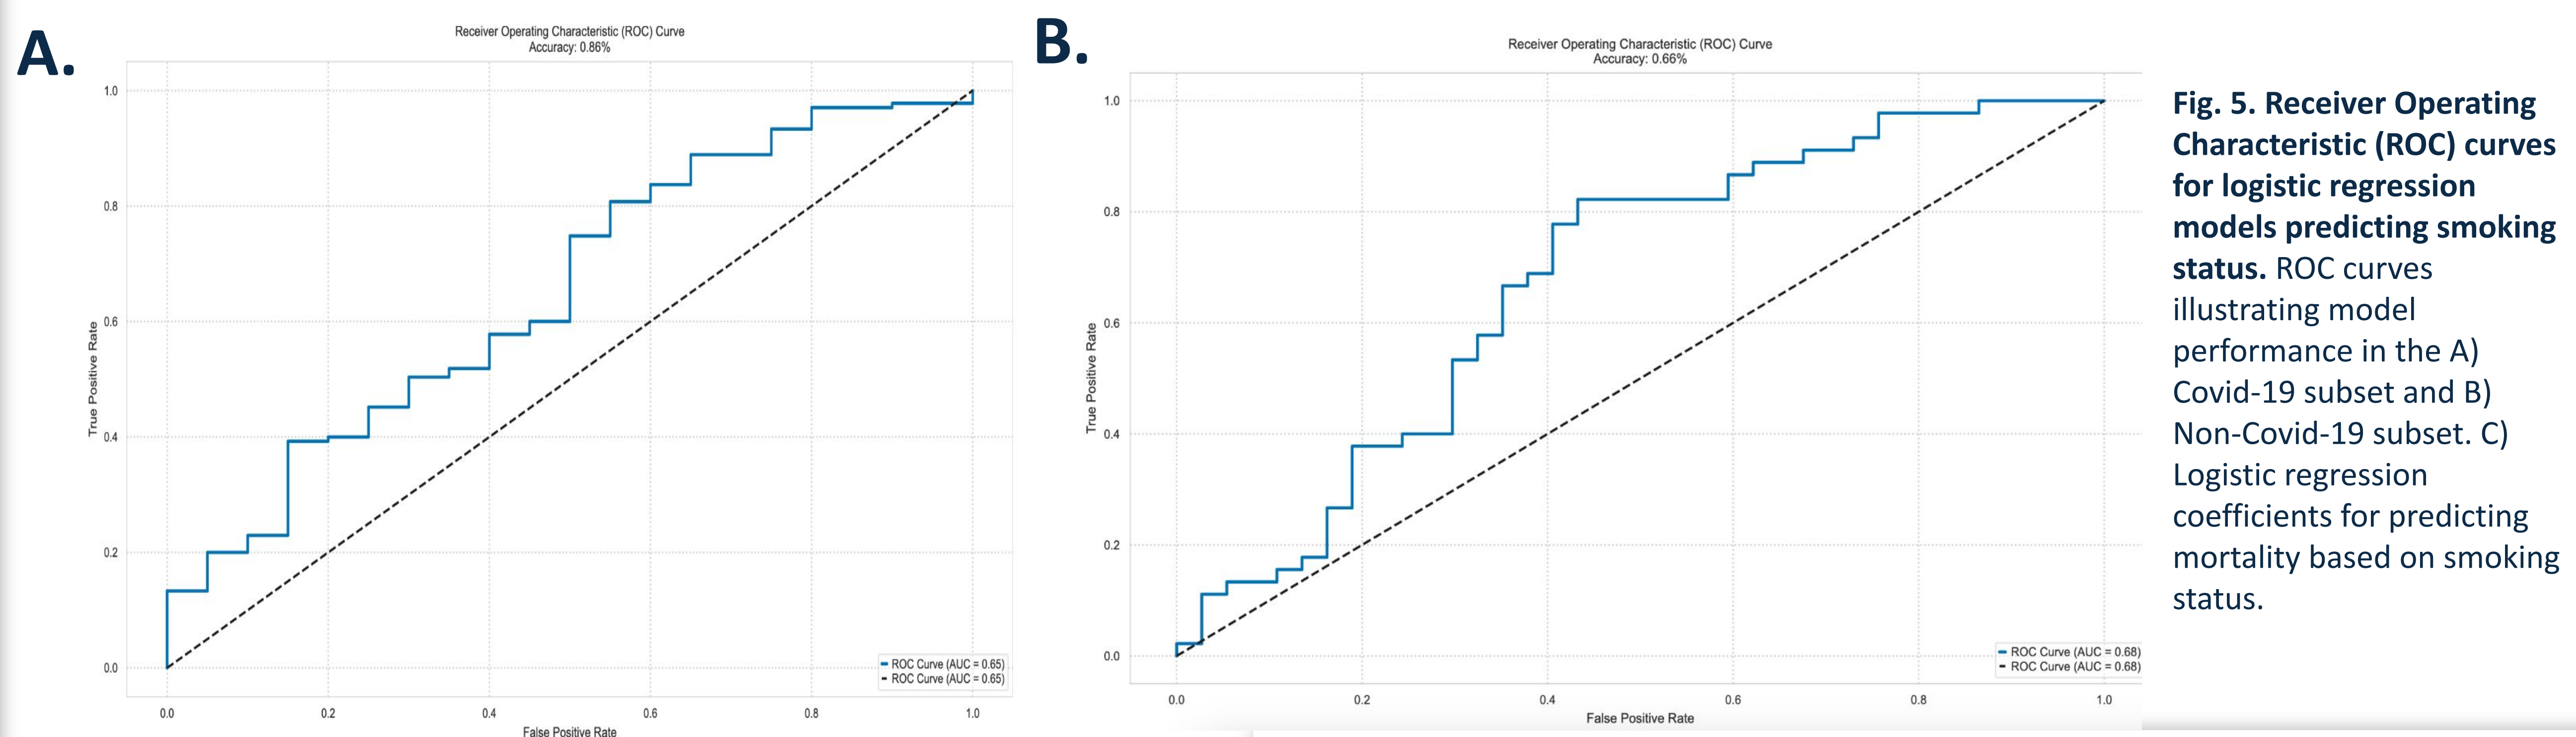 A.
Receiver Operating Characteristic (ROC) Curve
Accuracy: 0.86%
True Positive Rate
1.0
0.8
0.6
0.4
0.2
0.0
0.0 0.2 0.4 0.6 0.8 1.0
False Positive Rate
ROC Curve (AUC = 0.65)
ROC Curve (AUC = 0.65)
B.
Receiver Operating Characteristic (ROC) Curve
Accuracy: 0.66%
True Positive Rate
1.0
0.8
0.6
0.4
0.2
0.0
0.0 0.2 0.4 0.6 0.8 1.0
False Positive Rate
ROC Curve (AUC = 0.68)
ROC Curve (AUC = 0.68)
Fig. 5. Receiver Operating
Characteristic (ROC) curves
for logistic regression
models predicting smoking
status. ROC curves
illustrating model
performance in the A)
Covid-19 subset and B)
Non-Covid-19 subset. C)
Logistic regression
coefficients for predicting
mortality based on smoking
status.